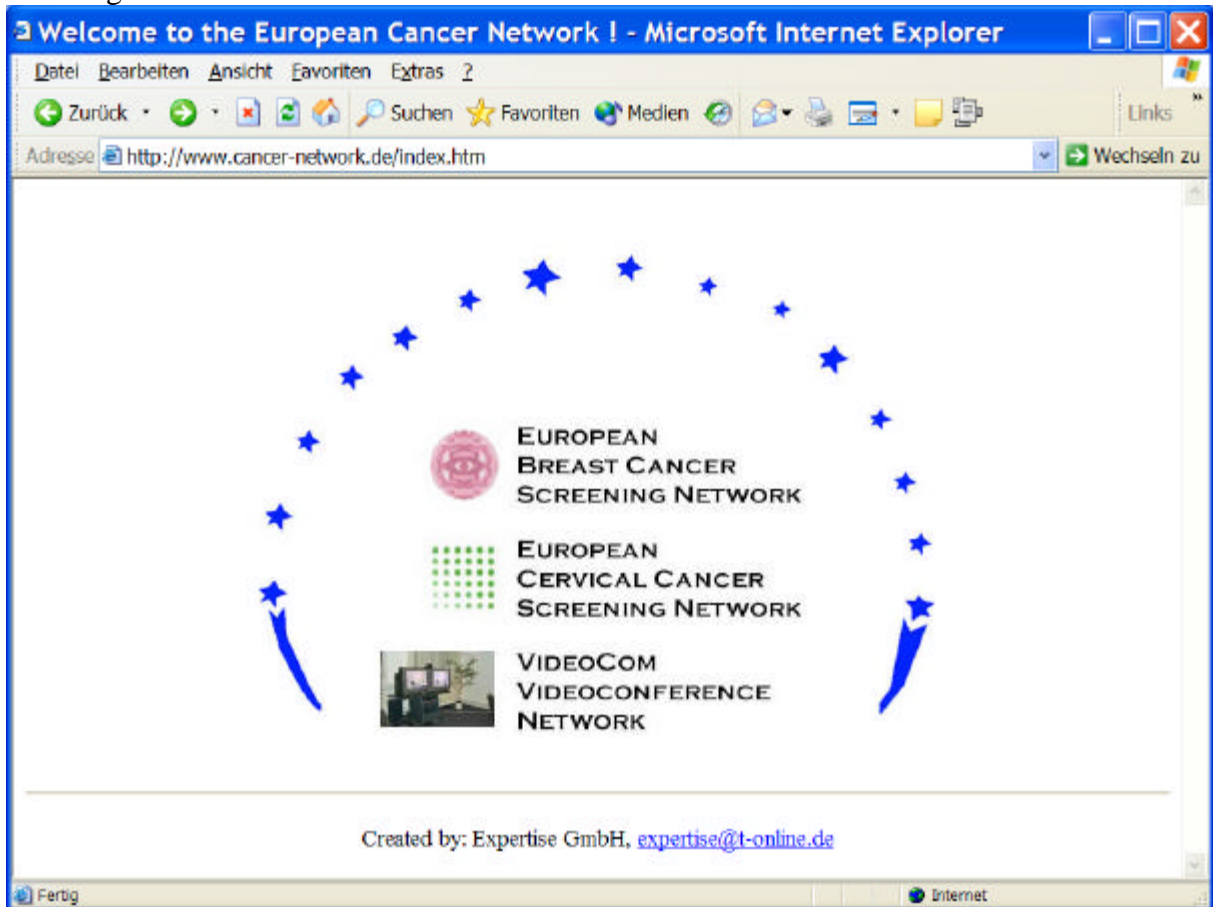 Welcome to the European Cancer Network ! - Microsoft Internet Explorer
Datei Bearbeiten Ansicht Favoriten Extras ?
Zurück Suchen Favoriten Medien Links »
Adresse http://www.cancer-network.de/index.htm Wechseln zu
EUROPEAN
BREAST CANCER
SCREENING NETWORK
EUROPEAN
CERVICAL CANCER
SCREENING NETWORK
VIDEOCOM
VIDEOCONFERENCE
NETWORK
Created by: Expertise GmbH, expertise@t-online.de
Fertig Internet